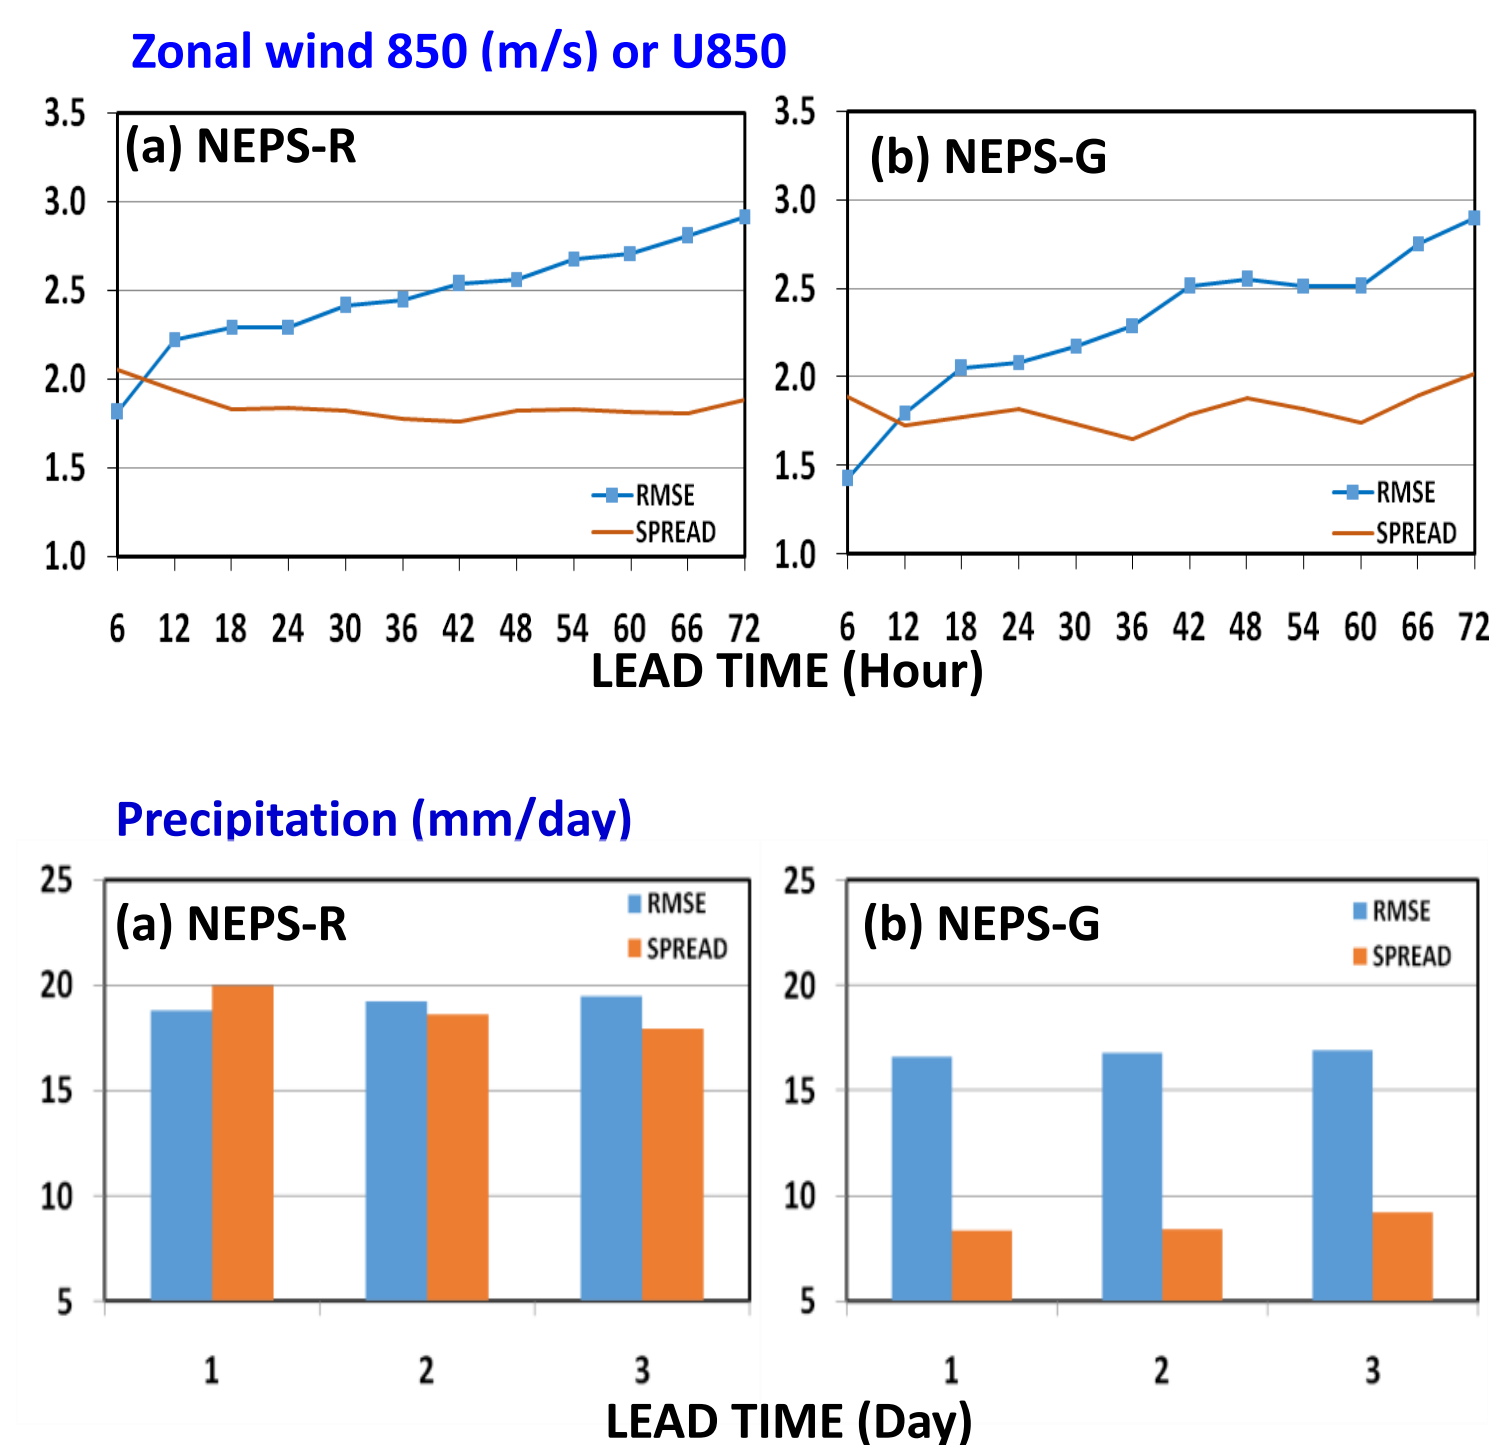 Zonal wind 850 (m/s) or U850
(a) NEPS-R
3.5
3.0
2.5
2.0
1.5
1.0
RMSE
SPREAD
6 12 18 24 30 36 42 48 54 60 66 72
(b) NEPS-G
3.5
3.0
2.5
2.0
1.5
1.0
RMSE
SPREAD
6 12 18 24 30 36 42 48 54 60 66 72
LEAD TIME (Hour)
Precipitation (mm/day)
(a) NEPS-R
25
20
15
10
5
RMSE
SPREAD
1 2 3
(b) NEPS-G
25
20
15
10
5
RMSE
SPREAD
1 2 3
LEAD TIME (Day)